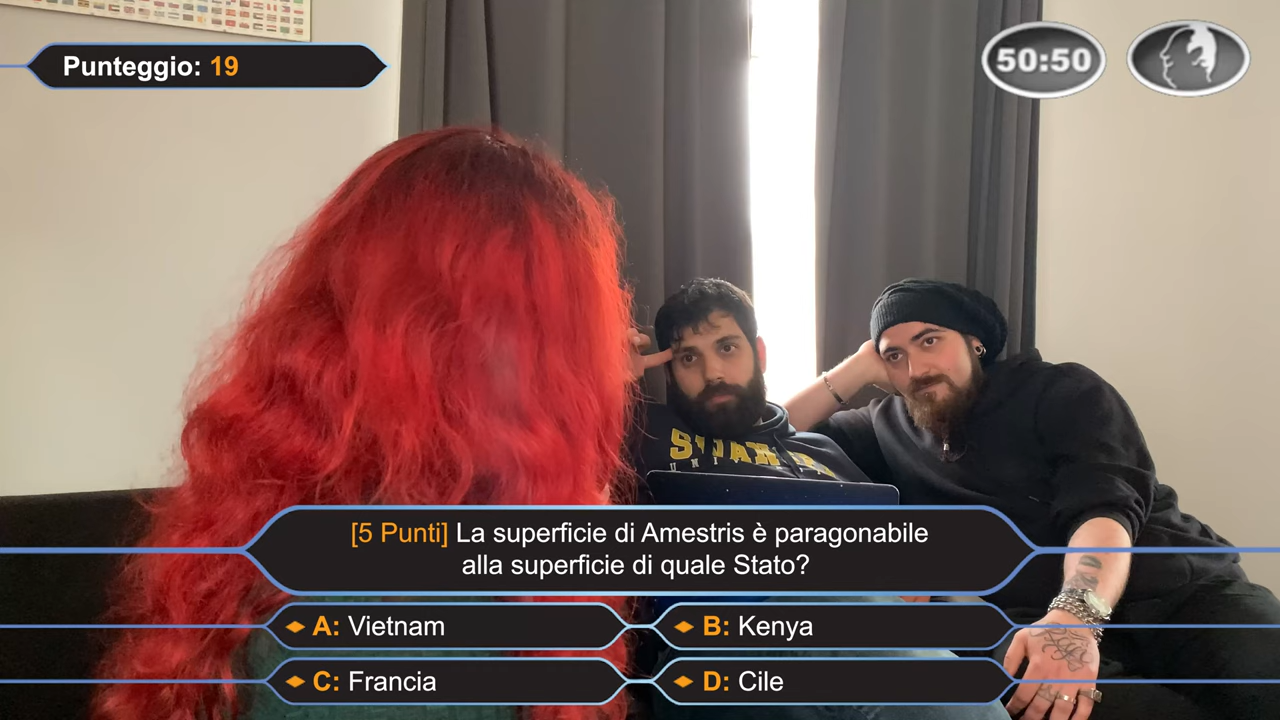 Punteggio: 19
50:50
[5 Punti] La superficie di Amestris è paragonabile
alla superficie di quale Stato?
A: Vietnam
B: Kenya
C: Francia
D: Cile